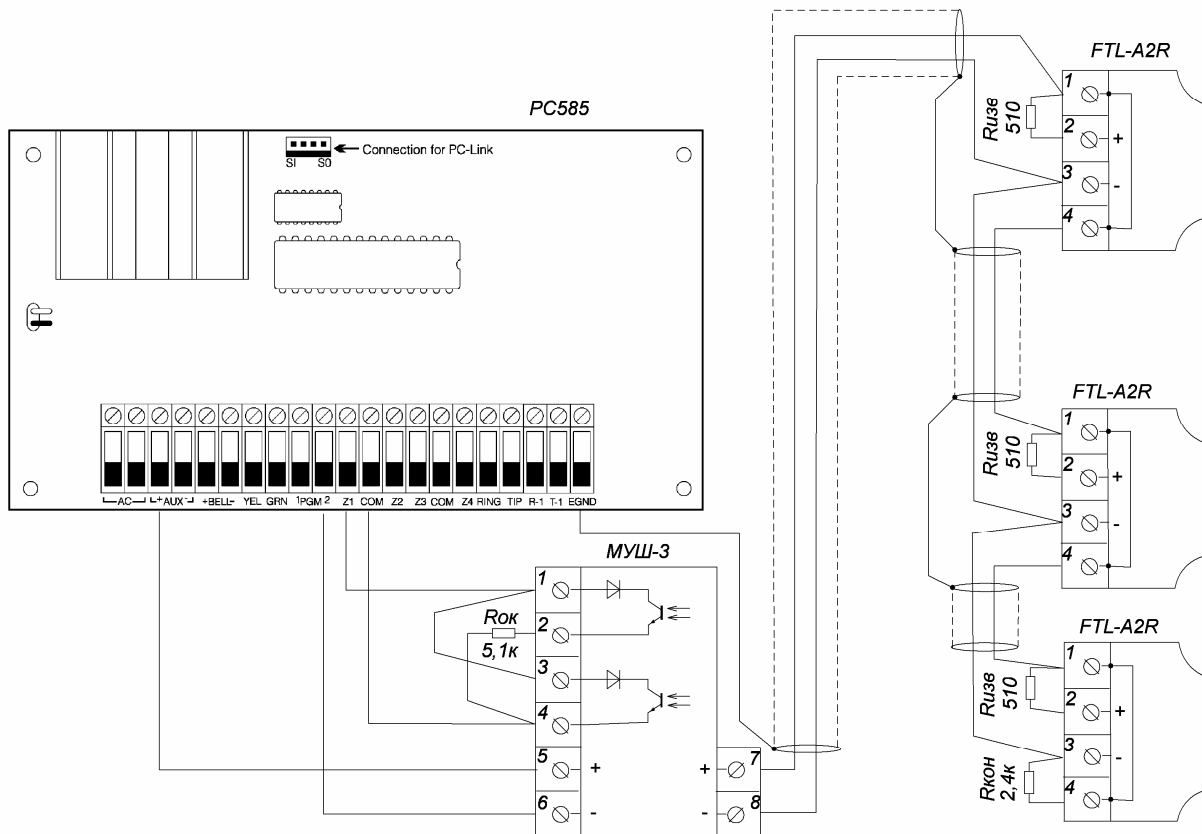 PC585
Connection for PC-Link
SI SO
AC + AUX - +BELL- YEL GRN 1 PGM 2 Z1 COM Z2 Z3 COM Z4 RING TIP R-1 T-1 EGND
МУШ-3
1
2
3
4
5 +
6 -
+ 7
- 8
Rок
5,1к
FTL-A2R
1
2
3
4
+
-
Rизв
510
FTL-A2R
1
2
3
4
+
-
Rизв
510
FTL-A2R
1
2
3
4
+
-
Rизв
510
Rкон
2,4к